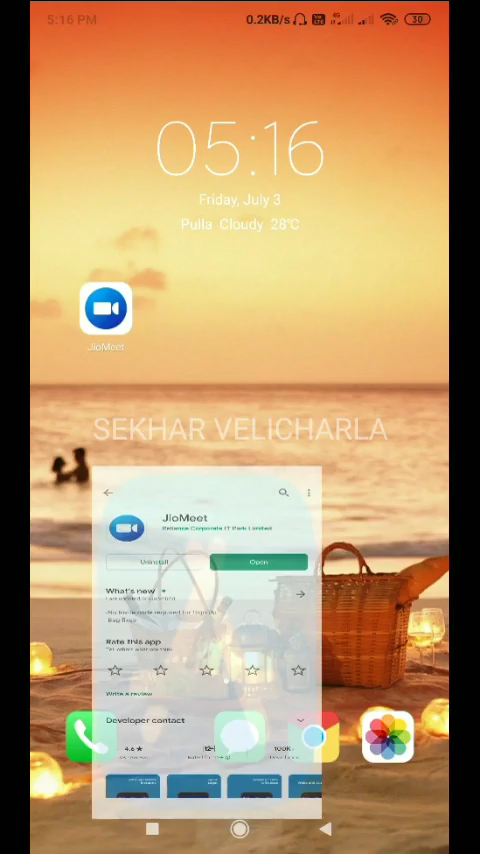 5:16 PM
0.2KB/s
30
05:16
Friday, July 3
Pulla Cloudy 28℃
JioMeet
SEKHAR VELICHARLA
JioMeet
Reliance Corporate IT Park Limited
Uninstall
Open
What's new
Rate this app
Write a review
Developer contact
4.6★
12+
100K+